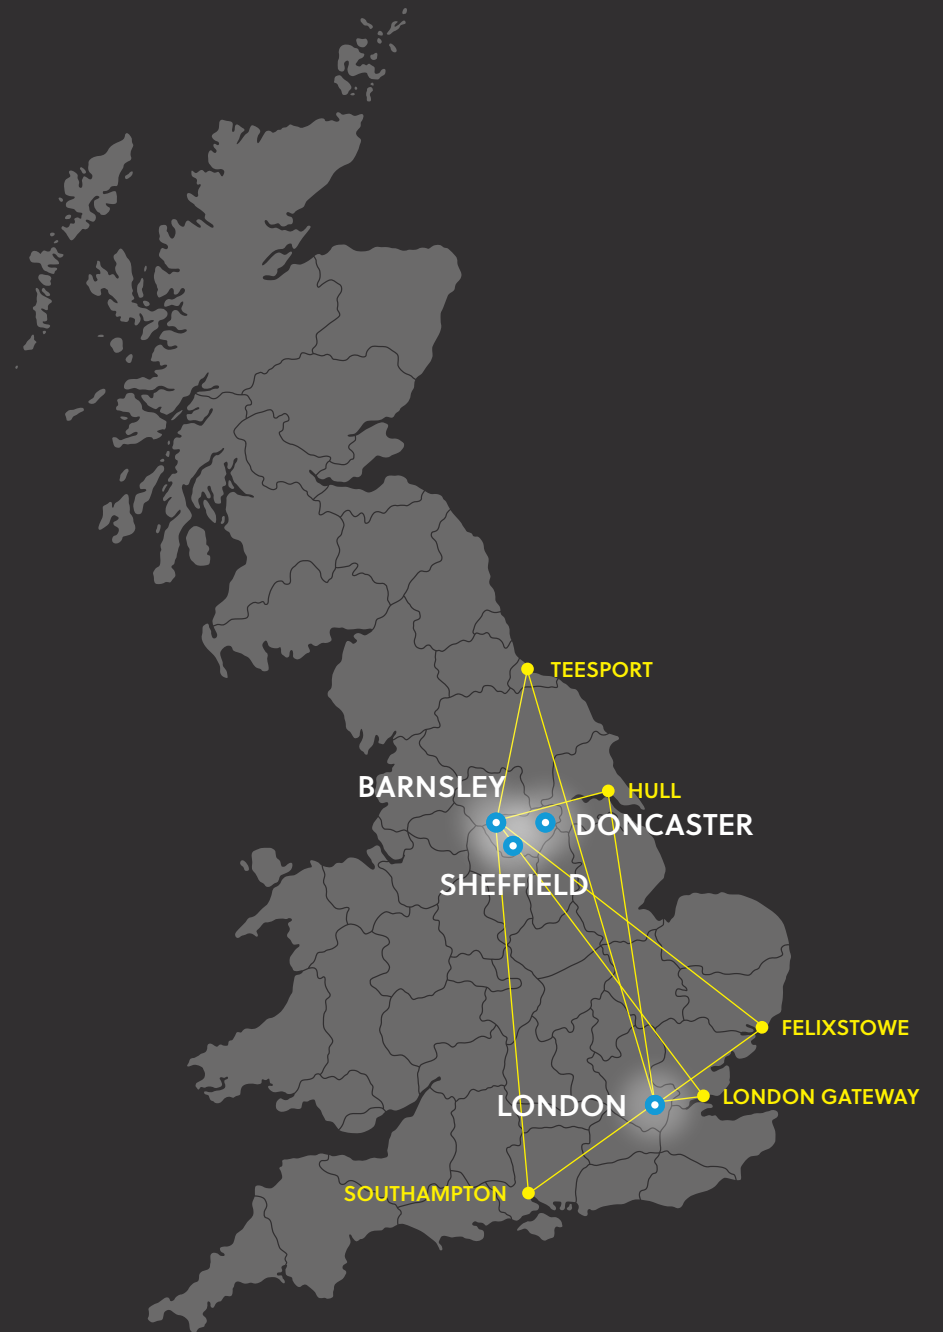 TEESPORT
BARNSLEY
HULL
DONCASTER
SHEFFIELD
FELIXSTOWE
LONDON GATEWAY
LONDON
SOUTHAMPTON